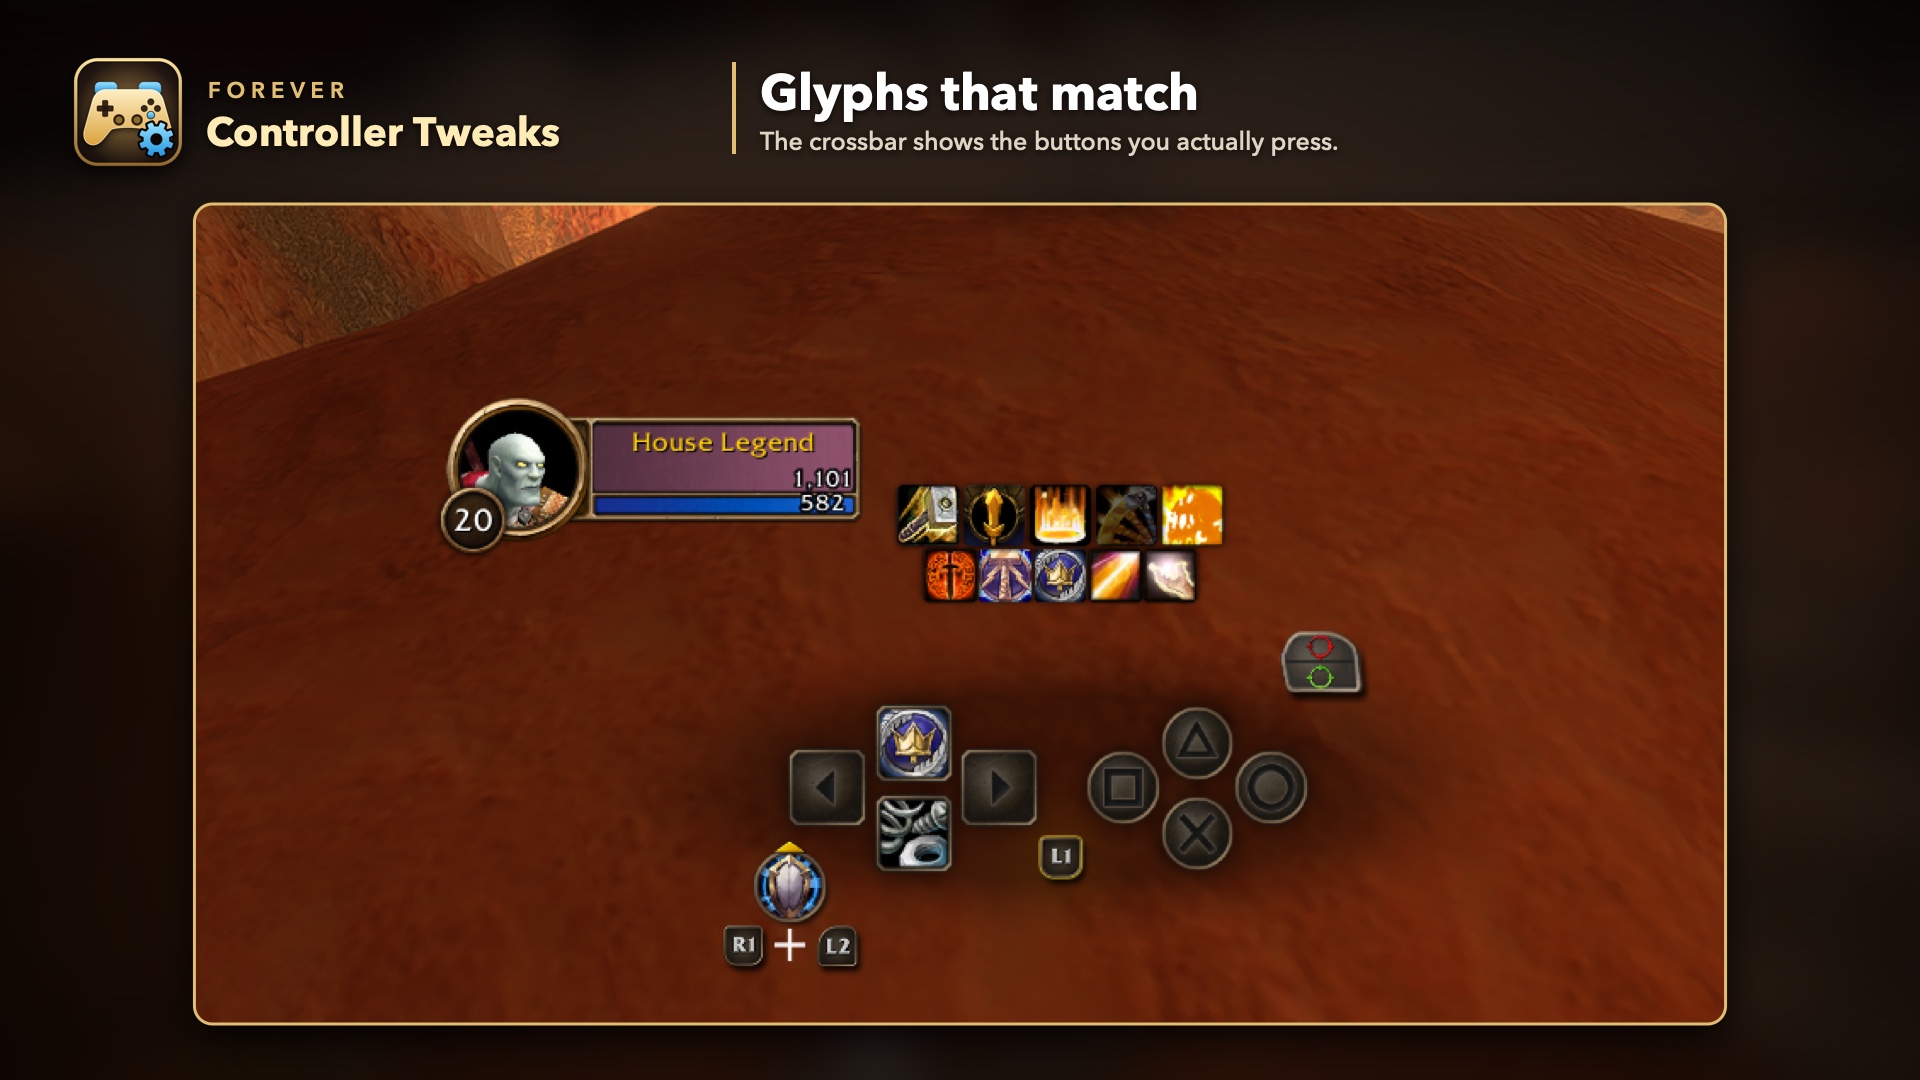 FOREVER
Controller Tweaks
Glyphs that match
The crossbar shows the buttons you actually press.
House Legend
1,101
582
20
L1
R1 + L2